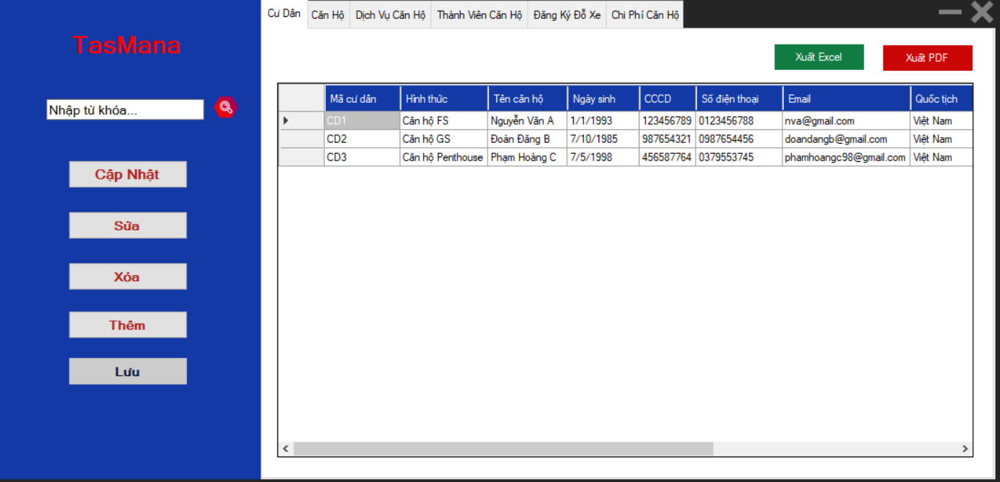 Cư Dân Căn Hộ Dịch Vụ Căn Hộ Thành Viên Căn Hộ Đăng Ký Đỗ Xe Chi Phí Căn Hộ
TasMana
Nhập từ khóa...
Cập Nhật
Sửa
Xóa
Thêm
Lưu
Xuất Excel Xuất PDF
Mã cư dân Hình thức Tên căn hộ Ngày sinh CCCD Số điện thoại Email Quốc tịch
CD1 Căn hộ FS Nguyễn Văn A 1/1/1993 123456789 0123456788 nva@gmail.com Việt Nam
CD2 Căn hộ GS Đoàn Đăng B 7/10/1985 987654321 0987654456 doandangb@gmail.com Việt Nam
CD3 Căn hộ Penthouse Phạm Hoàng C 7/5/1998 456587764 0379553745 phamhoangc98@gmail.com Việt Nam